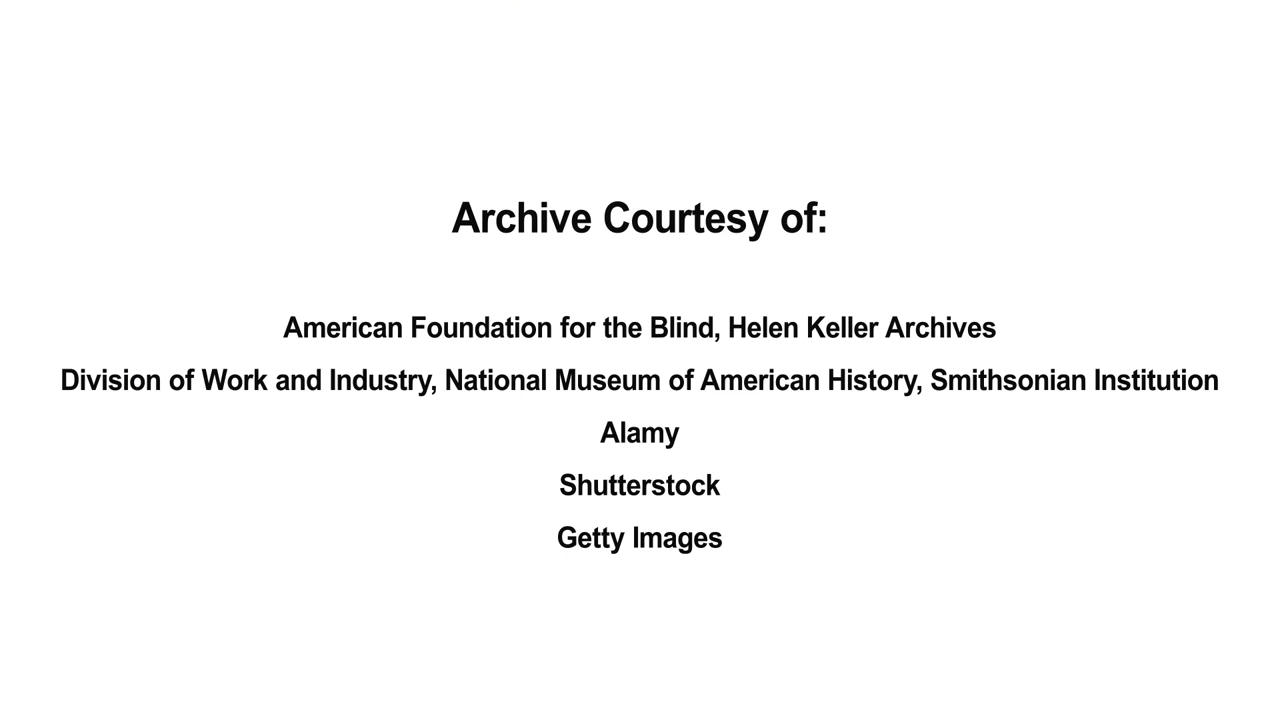 Archive Courtesy of:
American Foundation for the Blind, Helen Keller Archives
Division of Work and Industry, National Museum of American History, Smithsonian Institution
Alamy
Shutterstock
Getty Images